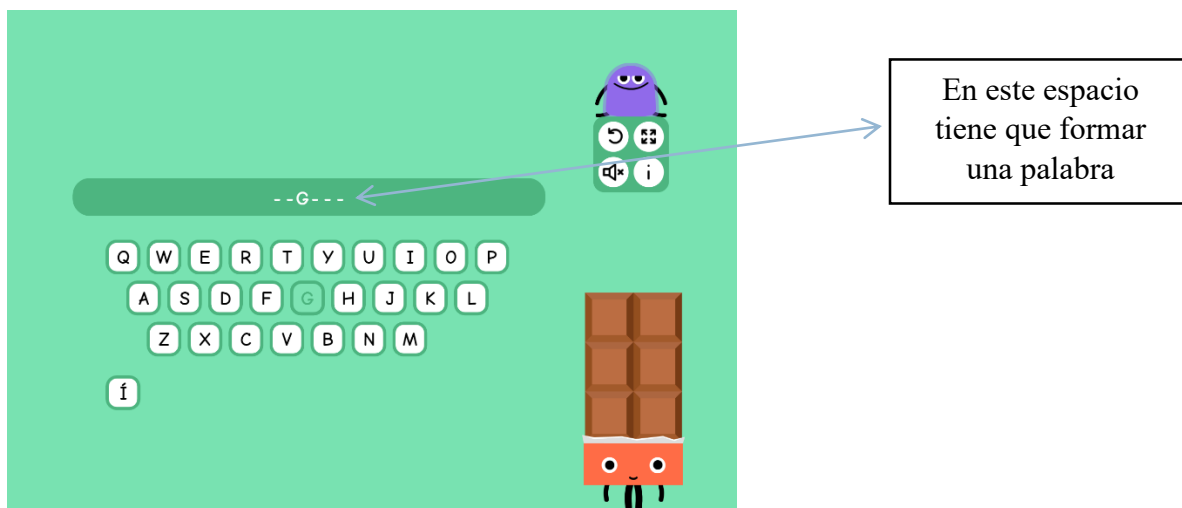 En este espacio
tiene que formar
una palabra
i
--G---
Q W E R T Y U I O P
A S D F G H J K L
Z X C V B N M
Í